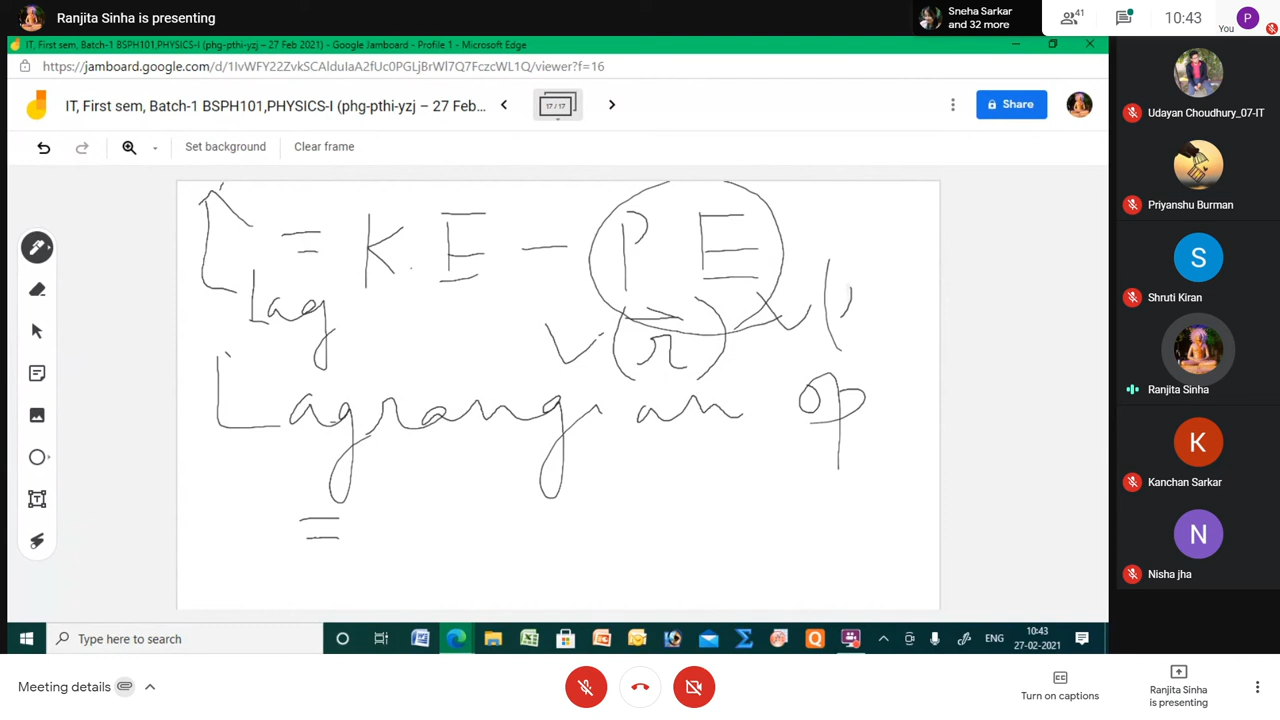 Ranjita Sinha is presenting
Sneha Sarkar
and 32 more
41
10:43
P
You
IT, First sem, Batch-1 BSPH101,PHYSICS-I (phg-pthi-yzj – 27 Feb 2021) - Google Jamboard - Profile 1 - Microsoft Edge
https://jamboard.google.com/d/1IvWFY22ZvkSCAlduIaA2fUc0PGLjBrWl7Q7FczcWL1Q/viewer?f=16
IT, First sem, Batch-1 BSPH101,PHYSICS-I (phg-pthi-yzj – 27 Feb...
17 / 17
Share
Set background
Clear frame
L̂ Lag = K.E - P E
V(r⃗)
Lagrangian op
=
Udayan Choudhury_07-IT
Priyanshu Burman
S
Shruti Kiran
Ranjita Sinha
K
Kanchan Sarkar
N
Nisha jha
Type here to search
ENG
10:43
27-02-2021
Meeting details
Turn on captions
Ranjita Sinha
is presenting